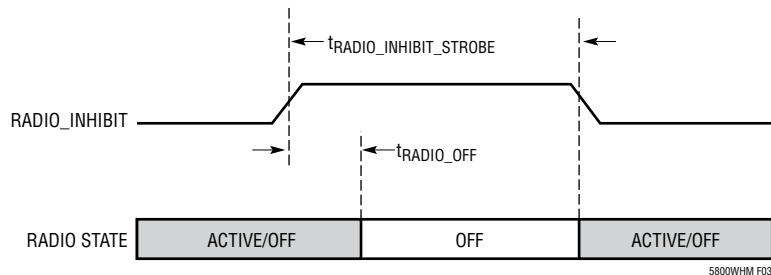 tRADIO_INHIBIT_STROBE
RADIO_INHIBIT
tRADIO_OFF
RADIO STATE ACTIVE/OFF OFF ACTIVE/OFF
5800WHM F03